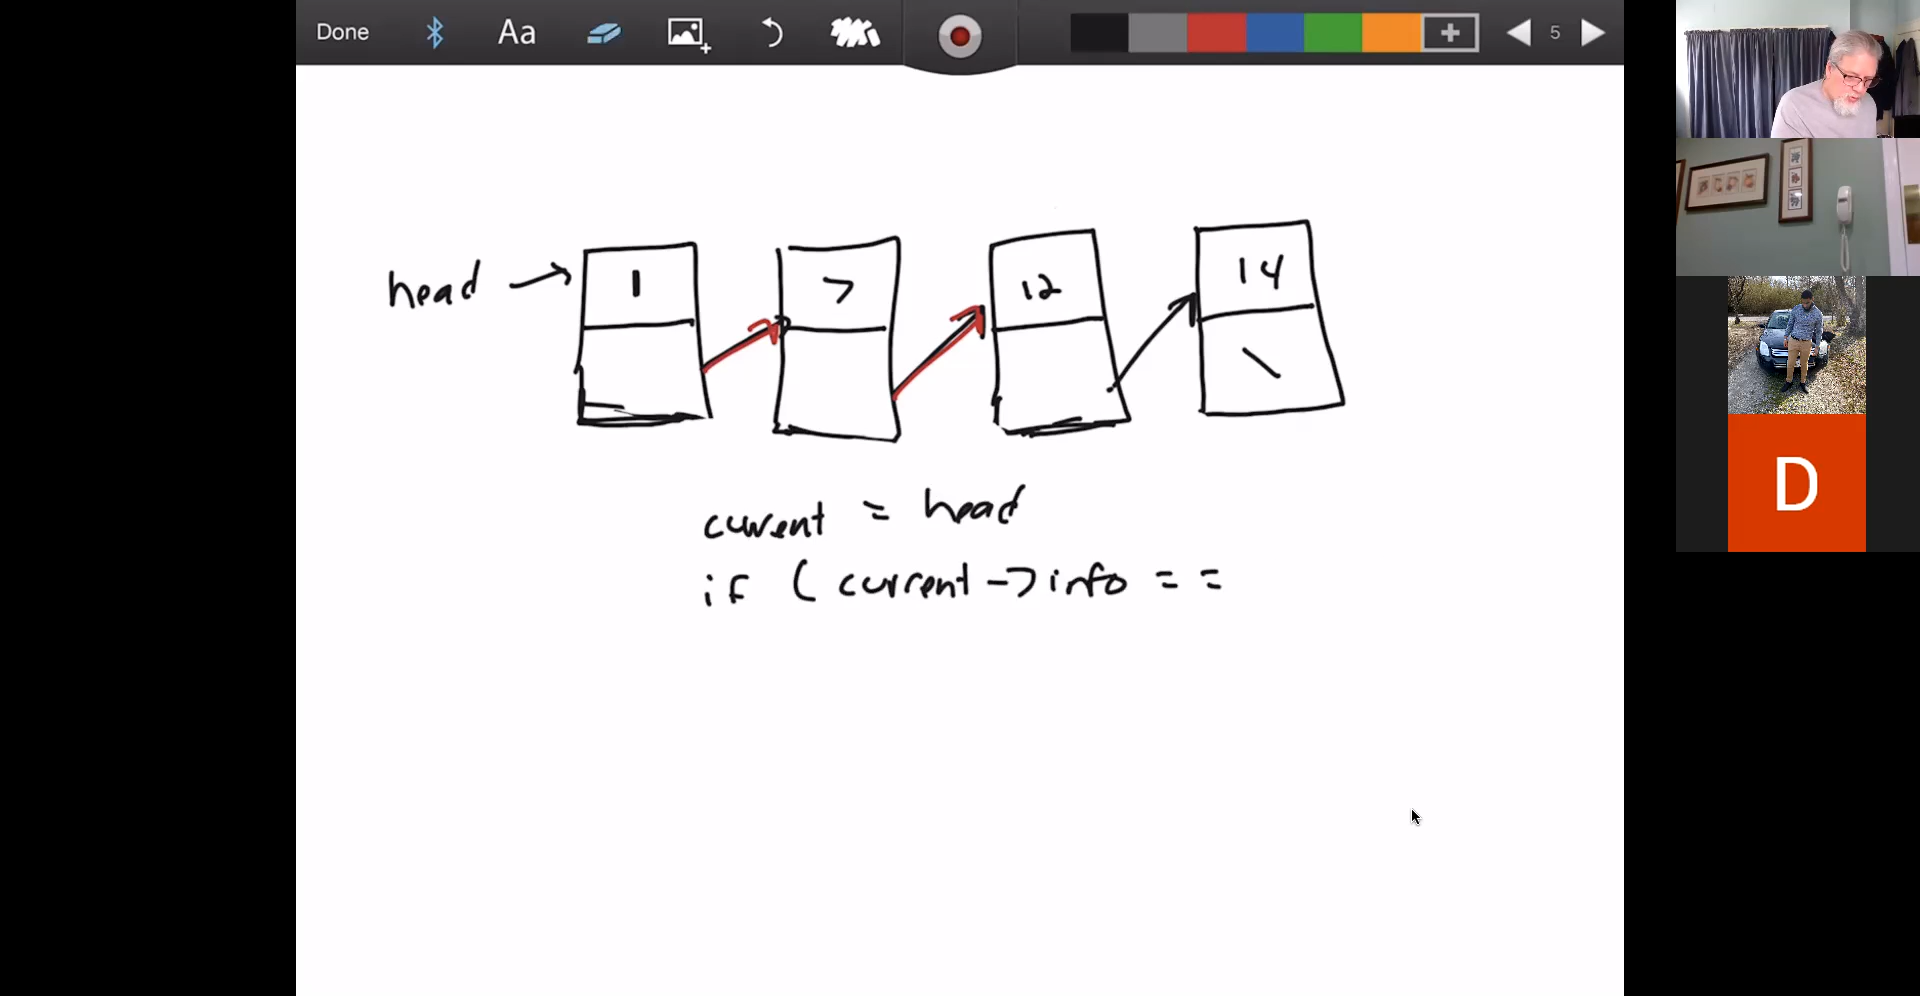 Done Aa 5
head → 1 7 12 14
current = head
if ( current -> info = =
D